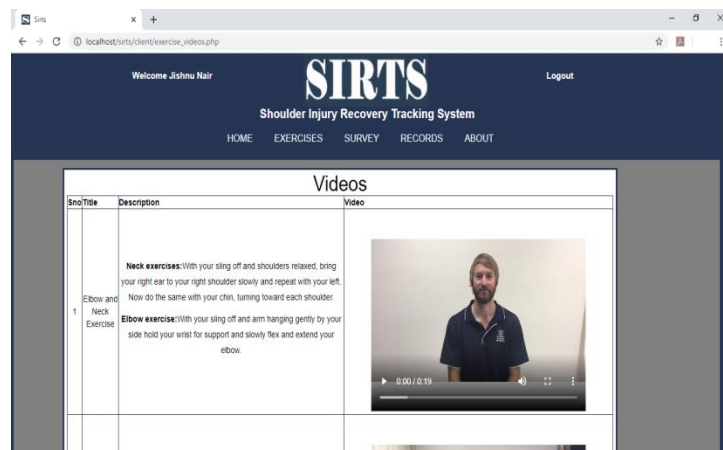 Sirts
localhost/sirts/client/exercise_videos.php
Welcome Jishnu Nair
SIRTS
Logout
Shoulder Injury Recovery Tracking System
HOME EXERCISES SURVEY RECORDS ABOUT
Videos
Sno Title Description Video
1
Elbow and
Neck
Exercise
Neck exercises:With your sling off and shoulders relaxed, bring
your right ear to your right shoulder slowly and repeat with your left.
Now do the same with your chin, turning toward each shoulder.
Elbow exercise:With your sling off and arm hanging gently by your
side hold your wrist for support and slowly flex and extend your
elbow.
0:00 / 0:19